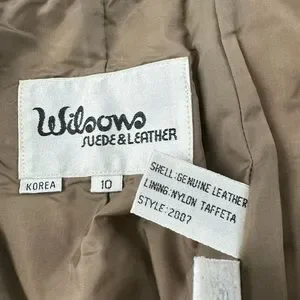 Wilsons
SUEDE & LEATHER
KOREA
10
SHELL:GENUINE LEATHER
LINING:NYLON TAFFETA
STYLE:2007